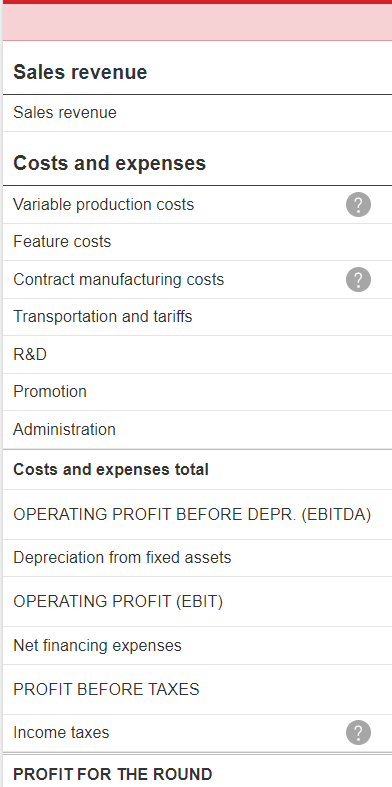 Sales revenue
Sales revenue
Costs and expenses
Variable production costs ?
Feature costs
Contract manufacturing costs ?
Transportation and tariffs
R&D
Promotion
Administration
Costs and expenses total
OPERATING PROFIT BEFORE DEPR. (EBITDA)
Depreciation from fixed assets
OPERATING PROFIT (EBIT)
Net financing expenses
PROFIT BEFORE TAXES
Income taxes ?
PROFIT FOR THE ROUND